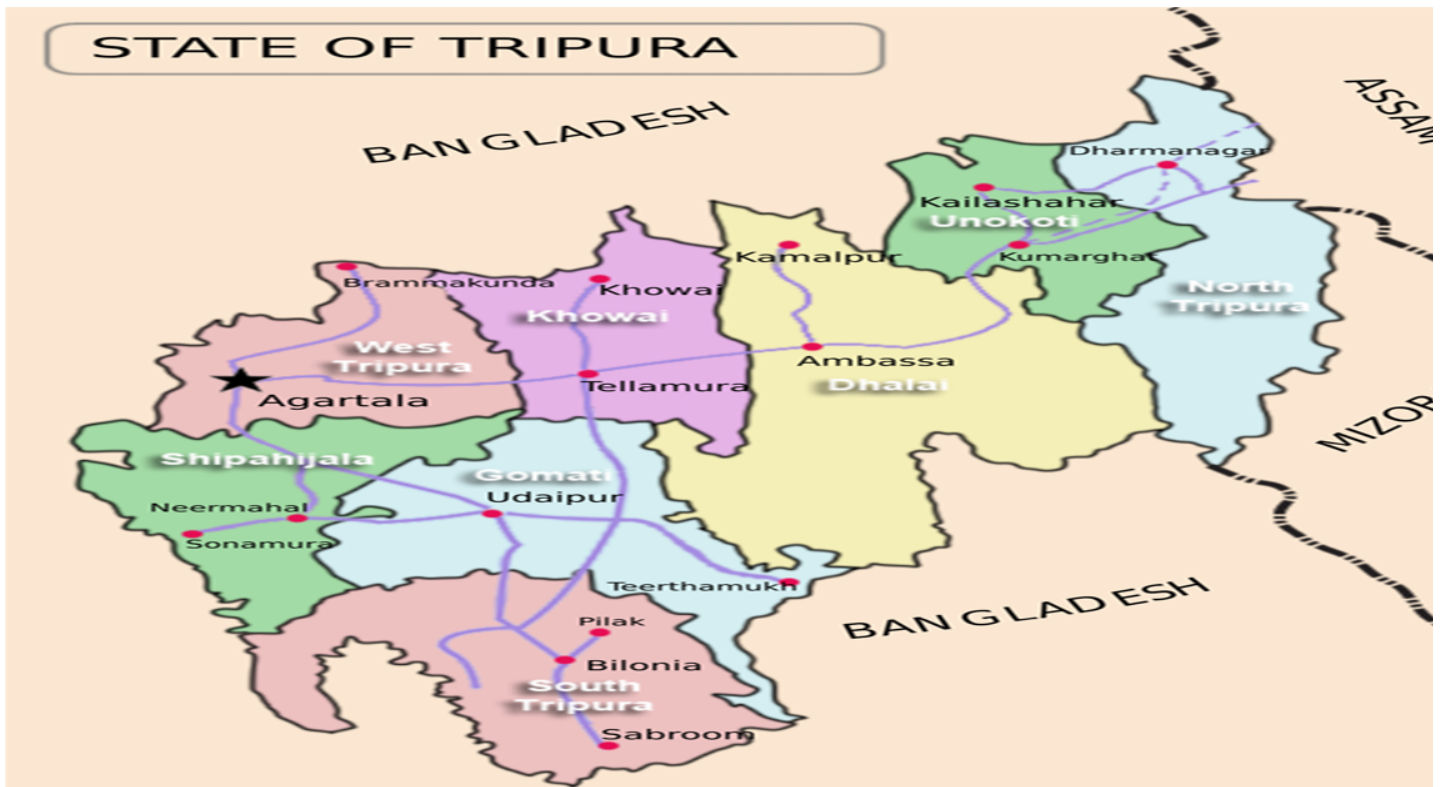 STATE OF TRIPURA
BANGLADESH
ASSAM
Dharmanagar
Kailashahar
Unokoti
Kamalpur
Kumarghat
Brammakunda
Khowai
Khowai
North
Tripura
West
Tripura
Ambassa
Dhalai
Tellamura
Agartala
MIZOR
Shipahijala
Gomati
Udaipur
Neermahal
Sonamura
Teerthamukh
BANGLADESH
Pilak
Bilonia
South
Tripura
Sabroom